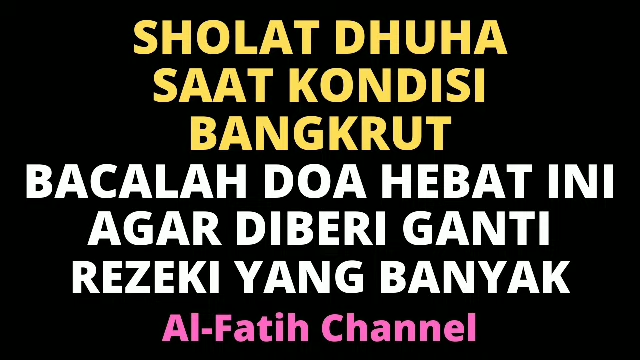 SHOLAT DHUHA
SAAT KONDISI
BANGKRUT
BACALAH DOA HEBAT INI
AGAR DIBERI GANTI
REZEKI YANG BANYAK
Al-Fatih Channel